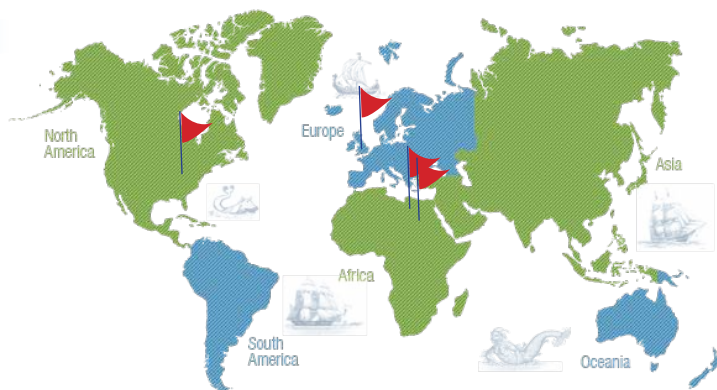 North
America
Europe
Asia
Africa
South
America
Oceania